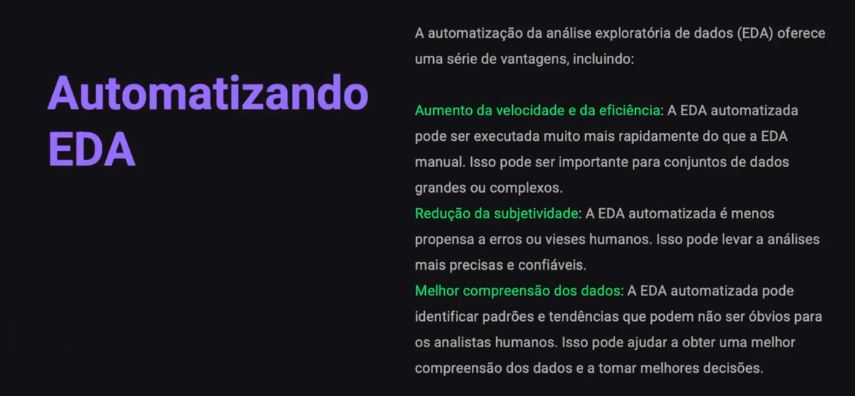 Automatizando
EDA
A automatização da análise exploratória de dados (EDA) oferece
uma série de vantagens, incluindo:
Aumento da velocidade e da eficiência: A EDA automatizada
pode ser executada muito mais rapidamente do que a EDA
manual. Isso pode ser importante para conjuntos de dados
grandes ou complexos.
Redução da subjetividade: A EDA automatizada é menos
propensa a erros ou vieses humanos. Isso pode levar a análises
mais precisas e confiáveis.
Melhor compreensão dos dados: A EDA automatizada pode
identificar padrões e tendências que podem não ser óbvios para
os analistas humanos. Isso pode ajudar a obter uma melhor
compreensão dos dados e a tomar melhores decisões.